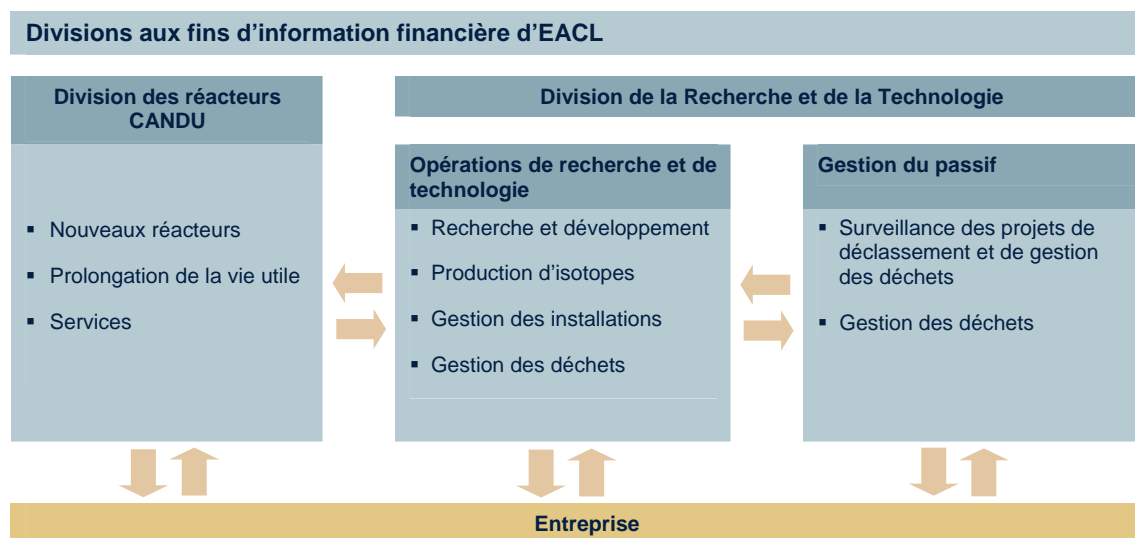 Divisions aux fins d’information financière d’EACL
Division des réacteurs
CANDU
▪ Nouveaux réacteurs
▪ Prolongation de la vie utile
▪ Services
Division de la Recherche et de la Technologie
Opérations de recherche et de
technologie
▪ Recherche et développement
▪ Production d’isotopes
▪ Gestion des installations
▪ Gestion des déchets
Gestion du passif
▪ Surveillance des projets de
déclassement et de gestion
des déchets
▪ Gestion des déchets
Entreprise